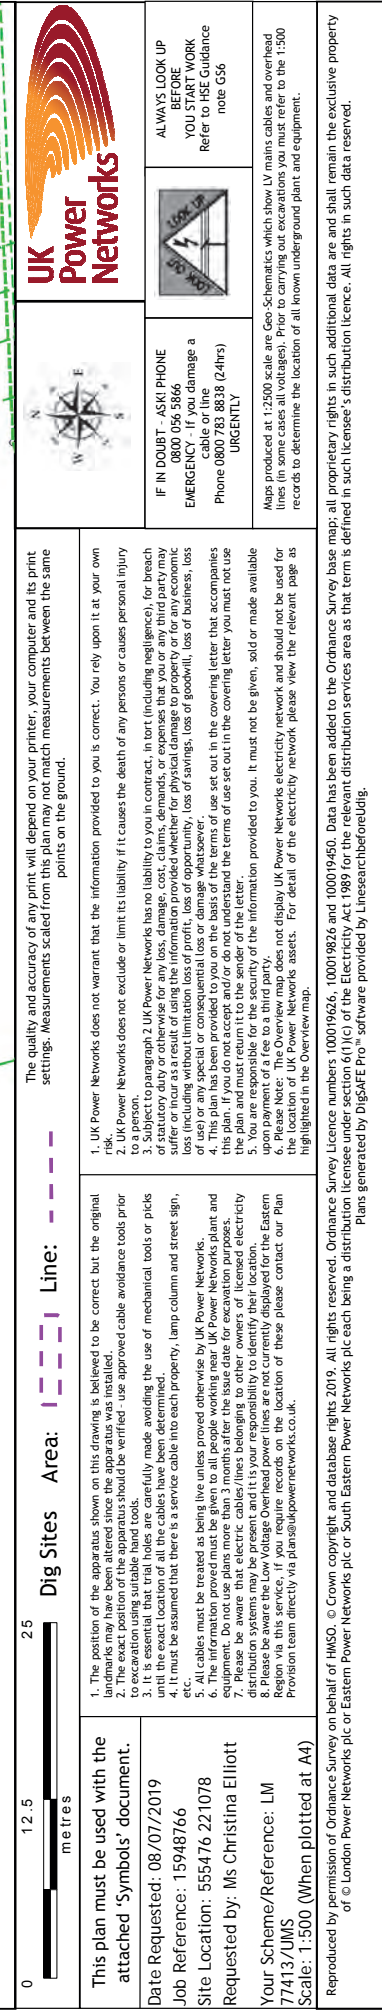 0 12.5 25
metres
Dig Sites Area: Line:
The quality and accuracy of any print will depend on your printer, your computer and its print
settings. Measurements scaled from this plan may not match measurements between the same
points on the ground.
This plan must be used with the
attached 'Symbols' document.
Date Requested: 08/07/2019
Job Reference: 15948766
Site Location: 555476 221078
Requested by: Ms Christina Elliott
Your Scheme/Reference: LM
77413/UMS
Scale: 1:500 (When plotted at A4)
1. The position of the apparatus shown on this drawing is believed to be correct but the original
landmarks may have been altered since the apparatus was installed.
2. The exact position of the apparatus should be verified - use approved cable avoidance tools prior
to excavation using suitable hand tools.
3. It is essential that trial holes are carefully made avoiding the use of mechanical tools or picks
until the exact location of all the cables have been determined.
4. It must be assumed that there is a service cable into each property, lamp column and street sign,
etc.
5. All cables must be treated as being live unless proved otherwise by UK Power Networks.
6. The information proved must be given to all people working near UK Power Networks plant and
equipment. Do not use plans more than 3 months after the issue date for excavation purposes.
7. Please be aware that electric cables/lines belonging to other owners of licensed electricity
distribution systems may be present and it is your responsibility to identify their location.
8. Please be aware the Low Voltage Overhead power lines are not currently displayed for the Eastern
Region via this service, if you require records on the location of these please contact our Plan
Provision team directly via plans@ukpowernetworks.co.uk.
1. UK Power Networks does not warrant that the information provided to you is correct. You rely upon it at your own
risk.
2. UK Power Networks does not exclude or limit its liability if it causes the death of any persons or causes personal injury
to a person.
3. Subject to paragraph 2 UK Power Networks has no liability to you in contract, in tort (including negligence), for breach
of statutory duty or otherwise for any loss, damage, cost, claims, demands, or expenses that you or any third party may
suffer or incur as a result of using the information provided whether for physical damage to property or for any economic
loss (including without limitation loss of profit, loss of opportunity, loss of savings, loss of goodwill, loss of business, loss
of use) or any special or consequential loss or damage whatsoever.
4. This plan has been provided to you on the basis of the terms of use set out in the covering letter that accompanies
this plan. If you do not accept and/or do not understand the terms of use set out in the covering letter you must not use
the plan and must return it to the sender of the letter.
5. You are responsible for the security of the information provided to you. It must not be given, sold or made available
upon payment of a fee to a third party.
6. Please Note: The Overview map does not display UK Power Networks electricity network and should not be used for
the location of UK Power Networks assets. For detail of the electricity network please view the relevant page as
highlighted in the Overview map.
N
E
S
W
UK
Power
Networks
IF IN DOUBT - ASK! PHONE
0800 056 5866
EMERGENCY - If you damage a
cable or line
Phone 0800 783 8838 (24hrs)
URGENTLY
LOOK OUT
LOOK UP
ALWAYS LOOK UP
BEFORE
YOU START WORK
Refer to HSE Guidance
note GS6
Maps produced at 1:2500 scale are Geo-Schematics which show LV mains cables and overhead
lines (in some cases all voltages). Prior to carrying out excavations you must refer to the 1:500
records to determine the location of all known underground plant and equipment.
Reproduced by permission of Ordnance Survey on behalf of HMSO. © Crown copyright and database rights 2019. All rights reserved. Ordnance Survey Licence numbers 100019626, 100019826 and 100019450. Data has been added to the Ordnance Survey base map; all proprietary rights in such additional data are and shall remain the exclusive property
of © London Power Networks plc or Eastern Power Networks plc or South Eastern Power Networks plc each being a distribution licensee under section 6(1)(c) of the Electricity Act 1989 for the relevant distribution services area as that term is defined in such licensee's distribution licence. All rights in such data reserved.
Plans generated by DigSAFE Pro™ software provided by LinesearchbeforeUdig.